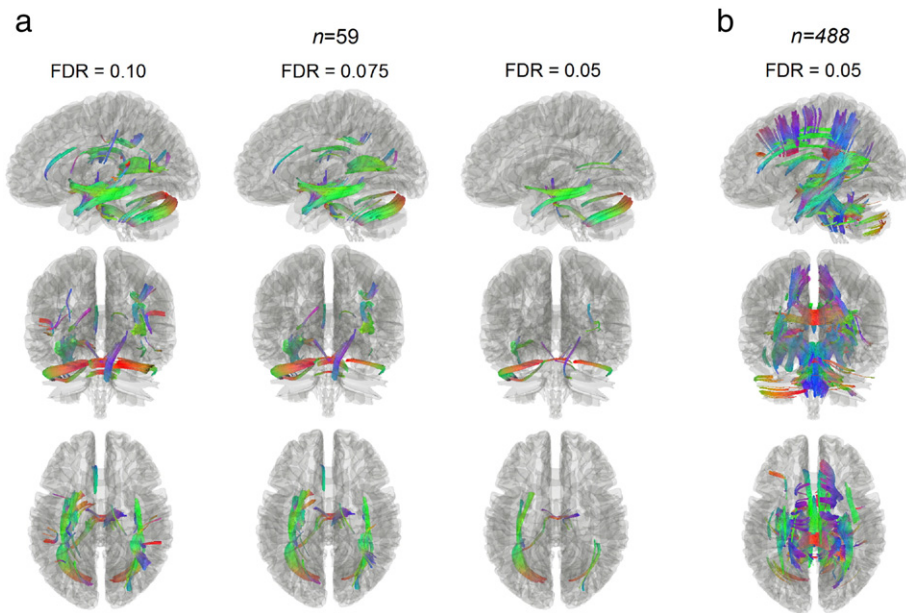 a
b
n=59
n=488
FDR = 0.10
FDR = 0.075
FDR = 0.05
FDR = 0.05